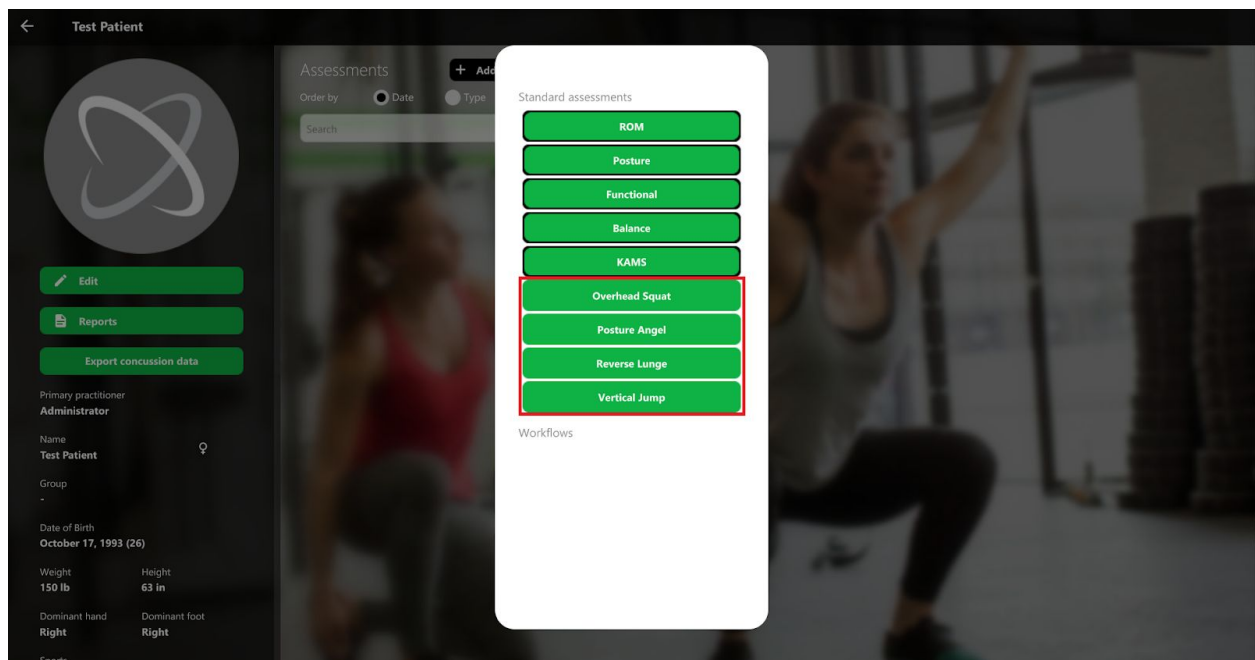 Test Patient
Edit
Reports
Export concussion data
Primary practitioner
Administrator
Name
Test Patient
Group
-
Date of Birth
October 17, 1993 (26)
Weight Height
150 lb 63 in
Dominant hand Dominant foot
Right Right
Sports
Assessments + Add
Order by Date Type
Search
Standard assessments
ROM
Posture
Functional
Balance
KAMS
Overhead Squat
Posture Angel
Reverse Lunge
Vertical Jump
Workflows